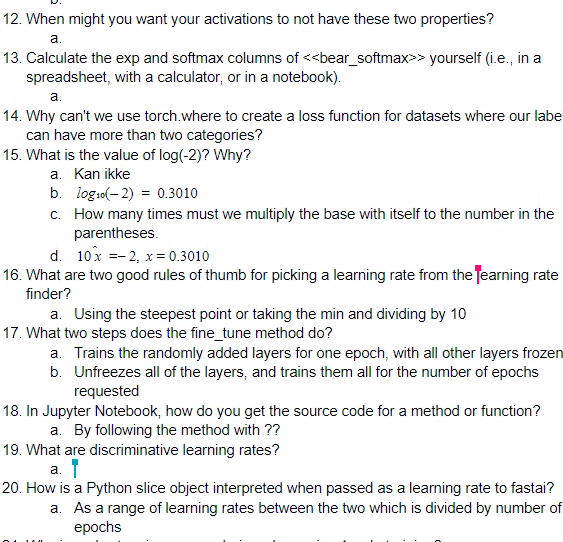 12. When might you want your activations to not have these two properties?
a.
13. Calculate the exp and softmax columns of <<bear_softmax>> yourself (i.e., in a
spreadsheet, with a calculator, or in a notebook).
a.
14. Why can't we use torch.where to create a loss function for datasets where our labe
can have more than two categories?
15. What is the value of log(-2)? Why?
a. Kan ikke
b. log₁₀(− 2) = 0.3010
c. How many times must we multiply the base with itself to the number in the
parentheses.
d. 10^x =− 2, x = 0.3010
16. What are two good rules of thumb for picking a learning rate from the learning rate
finder?
a. Using the steepest point or taking the min and dividing by 10
17. What two steps does the fine_tune method do?
a. Trains the randomly added layers for one epoch, with all other layers frozen
b. Unfreezes all of the layers, and trains them all for the number of epochs
requested
18. In Jupyter Notebook, how do you get the source code for a method or function?
a. By following the method with ??
19. What are discriminative learning rates?
a.
20. How is a Python slice object interpreted when passed as a learning rate to fastai?
a. As a range of learning rates between the two which is divided by number of
epochs